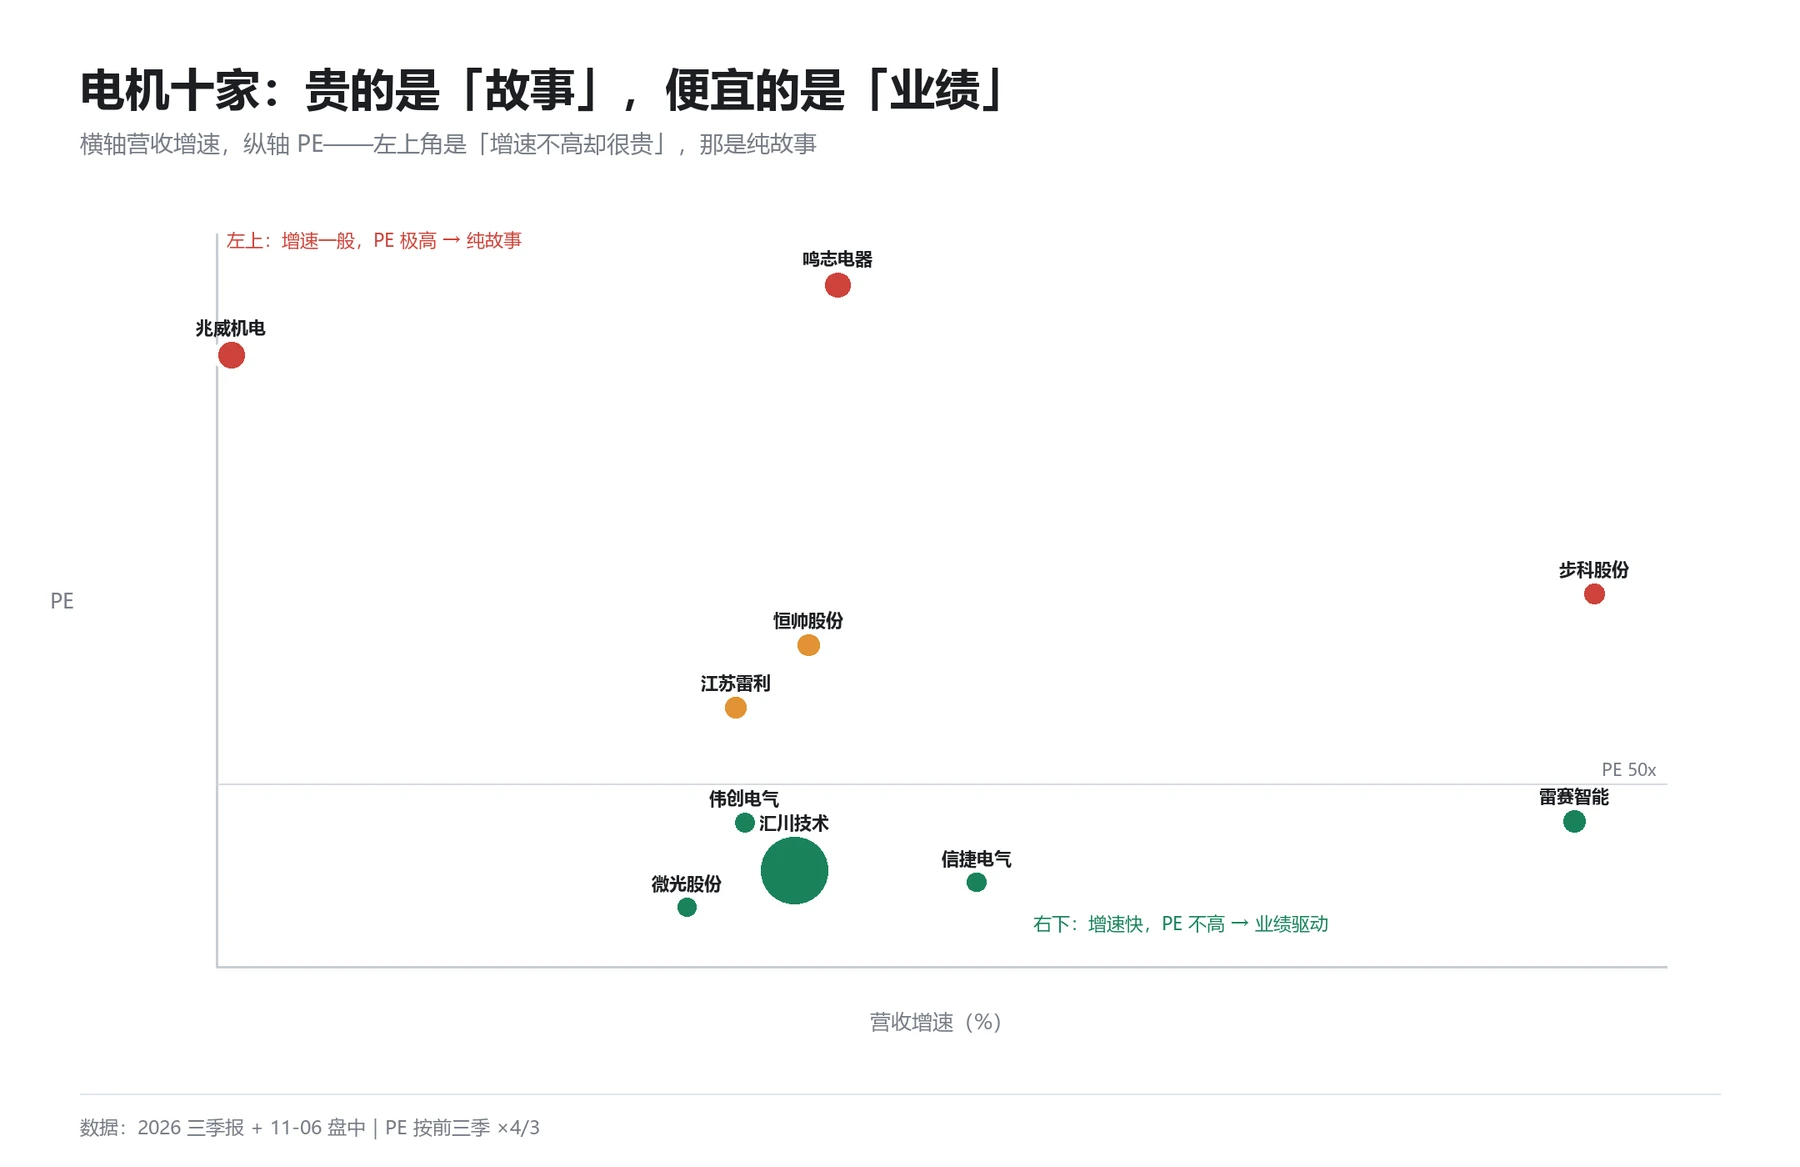 电机十家：贵的是「故事」，便宜的是「业绩」
横轴营收增速，纵轴 PE——左上角是「增速不高却很贵」，那是纯故事
左上：增速一般，PE 极高 → 纯故事
鸣志电器
兆威机电
步科股份
PE
恒帅股份
江苏雷利
PE 50x
雷赛智能
伟创电气
汇川技术
信捷电气
微光股份
右下：增速快，PE 不高 → 业绩驱动
营收增速（%）
数据：2026 三季报 + 11-06 盘中 | PE 按前三季 ×4/3